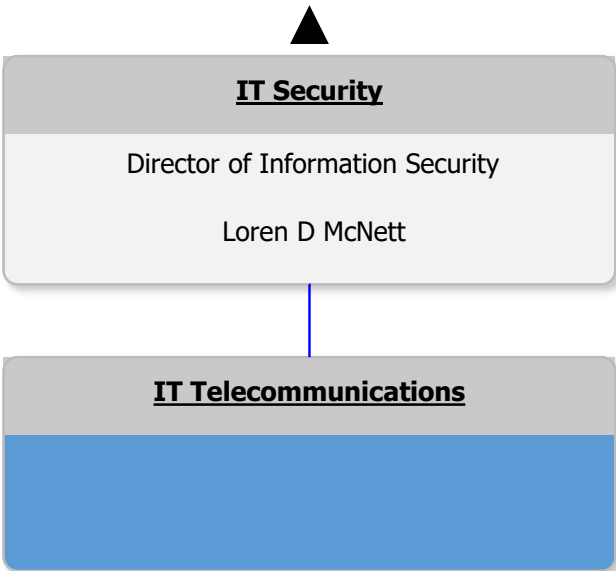 IT Security
Director of Information Security
Loren D McNett
IT Telecommunications